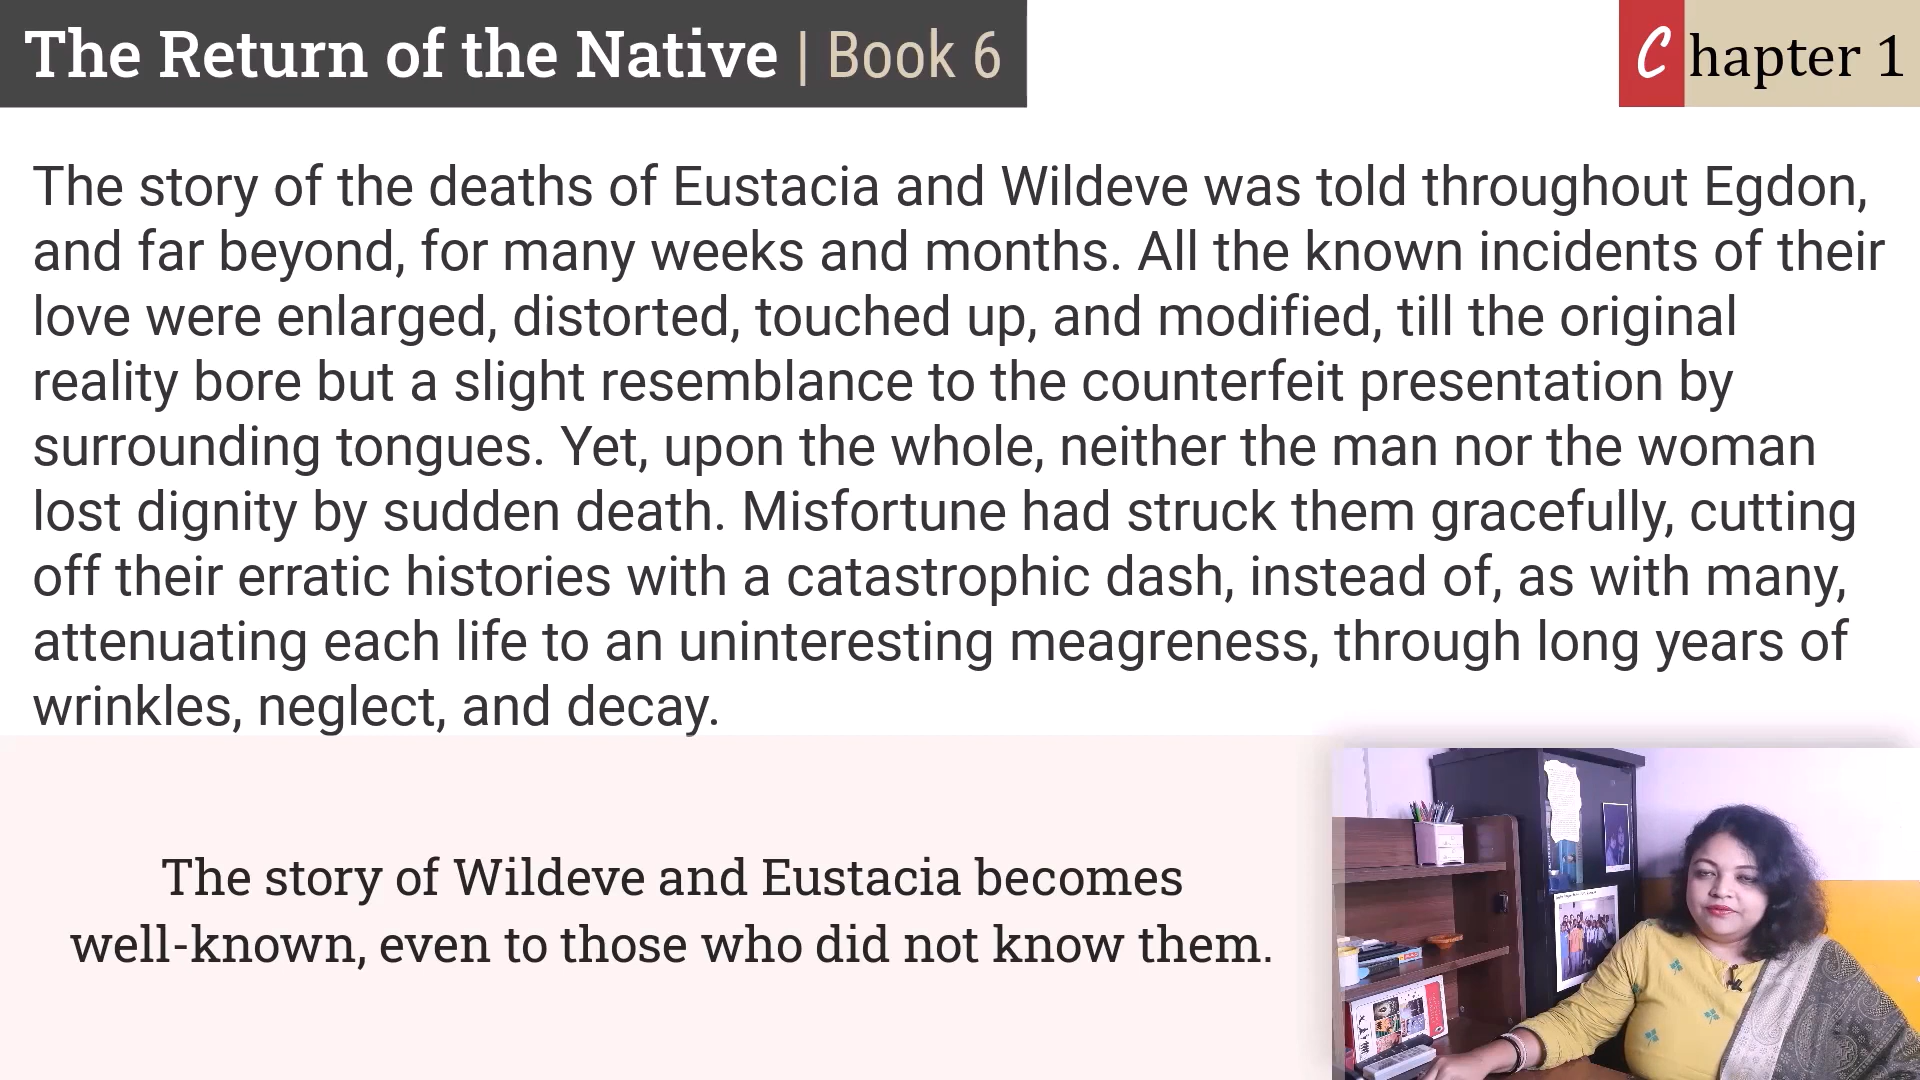 The Return of the Native | Book 6
Chapter 1
The story of the deaths of Eustacia and Wildeve was told throughout Egdon,
and far beyond, for many weeks and months. All the known incidents of their
love were enlarged, distorted, touched up, and modified, till the original
reality bore but a slight resemblance to the counterfeit presentation by
surrounding tongues. Yet, upon the whole, neither the man nor the woman
lost dignity by sudden death. Misfortune had struck them gracefully, cutting
off their erratic histories with a catastrophic dash, instead of, as with many,
attenuating each life to an uninteresting meagreness, through long years of
wrinkles, neglect, and decay.
The story of Wildeve and Eustacia becomes
well-known, even to those who did not know them.